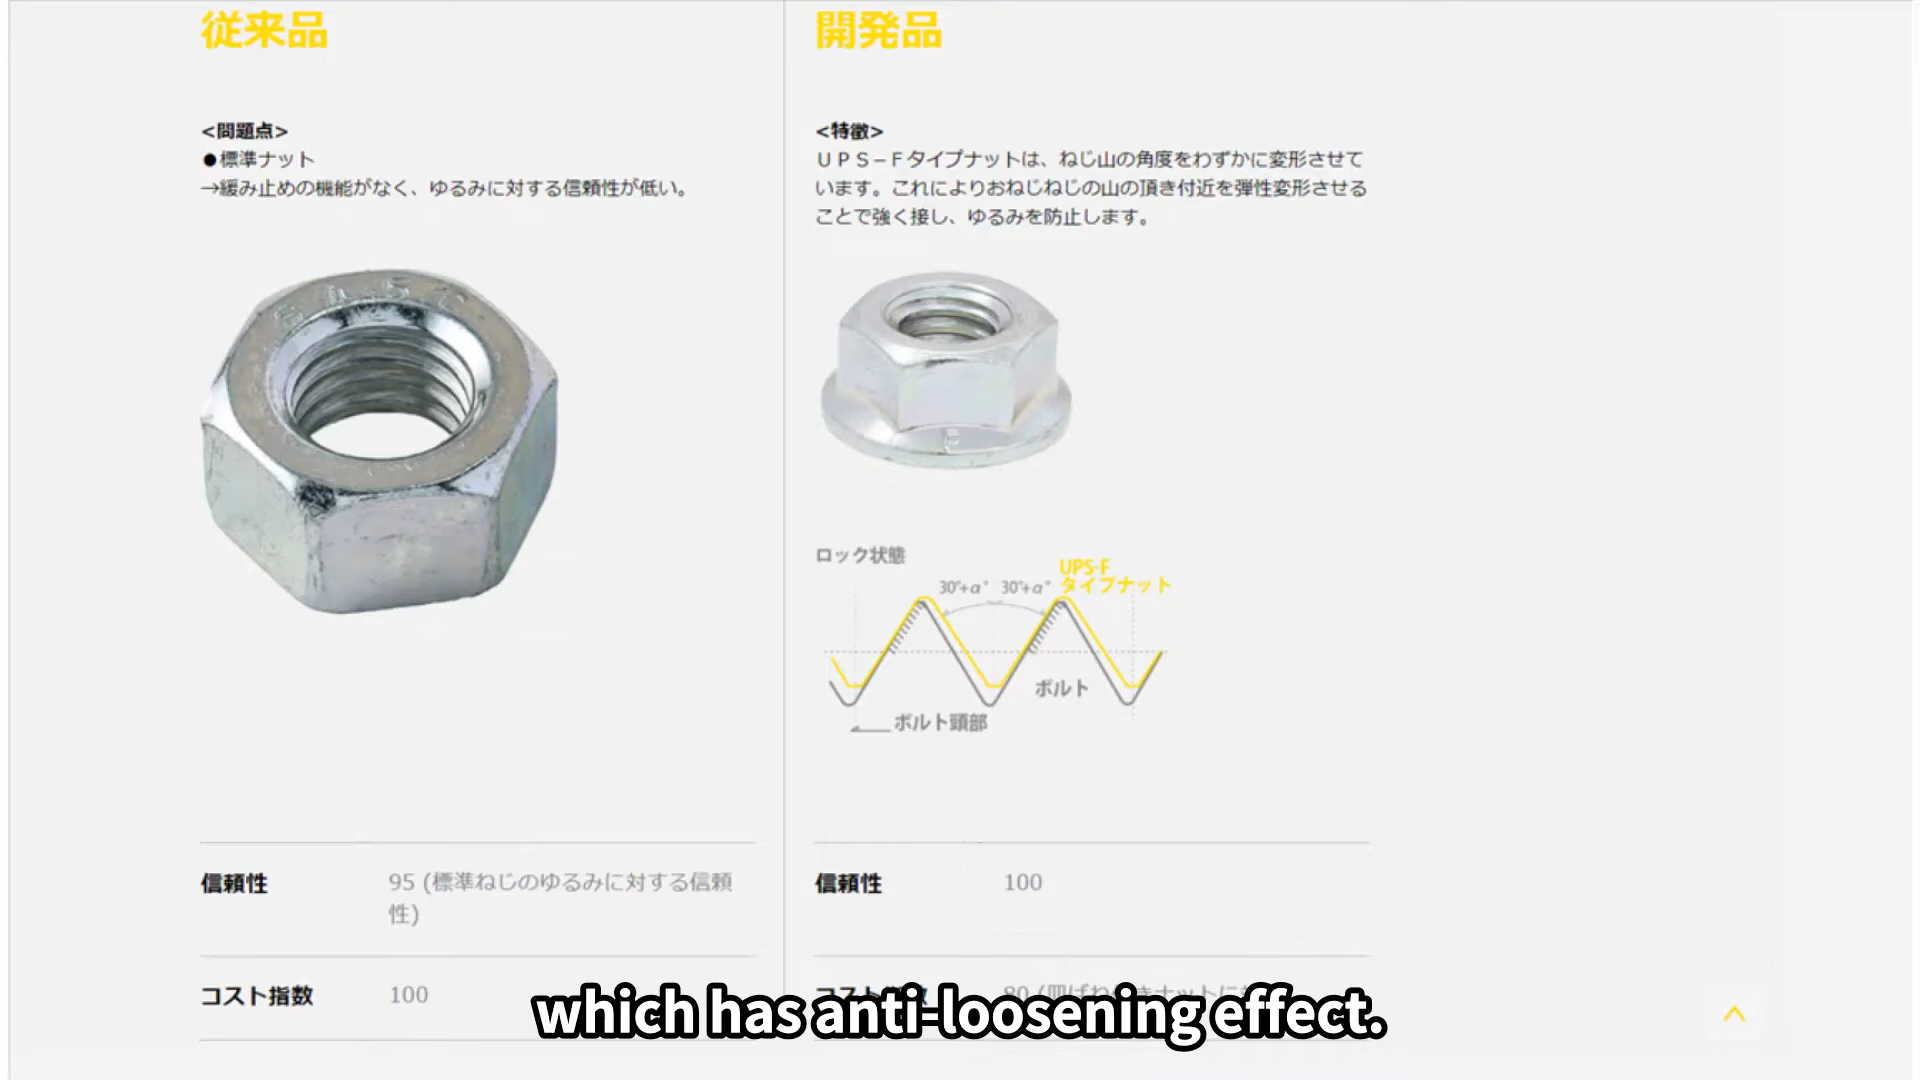 従来品
<問題点>
●標準ナット
→緩み止めの機能がなく、ゆるみに対する信頼性が低い。
信頼性 95 (標準ねじのゆるみに対する信頼
性)
コスト指数 100
開発品
<特徴>
ＵＰＳ－Ｆタイプナットは、ねじ山の角度をわずかに変形させて
います。これによりおねじねじの山の頂き付近を弾性変形させる
ことで強く接し、ゆるみを防止します。
ロック状態
UPS-F
タイプナット
30°+α° 30°+α°
ボルト
ボルト頭部
信頼性 100
which has anti-loosening effect.